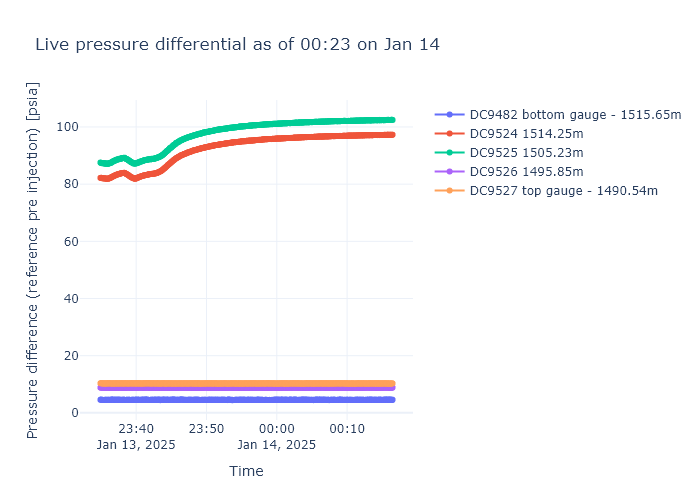 Live pressure differential as of 00:23 on Jan 14
Pressure difference (reference pre injection) [psia]
100
80
60
40
20
0
23:40
Jan 13, 2025
23:50
00:00
Jan 14, 2025
00:10
Time
DC9482 bottom gauge - 1515.65m
DC9524 1514.25m
DC9525 1505.23m
DC9526 1495.85m
DC9527 top gauge - 1490.54m